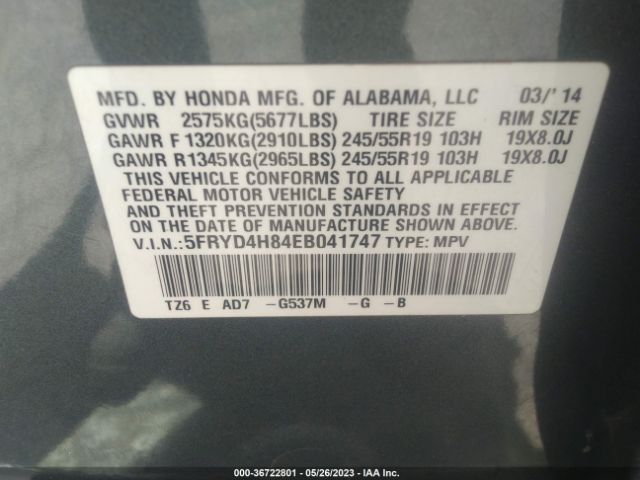 MFD. BY HONDA MFG. OF ALABAMA, LLC 03/'14
GVWR 2575KG(5677LBS) TIRE SIZE RIM SIZE
GAWR F 1320KG(2910LBS) 245/55R19 103H 19X8.0J
GAWR R1345KG(2965LBS) 245/55R19 103H 19X8.0J
THIS VEHICLE CONFORMS TO ALL APPLICABLE
FEDERAL MOTOR VEHICLE SAFETY
AND THEFT PREVENTION STANDARDS IN EFFECT
ON THE DATE OF MANUFACTURE SHOWN ABOVE.
V.I.N.:5FRYD4H84EB041747 TYPE: MPV
TZ6 E AD7 -G537M -G -B
000-36722801 - 05/26/2023 - IAA Inc.